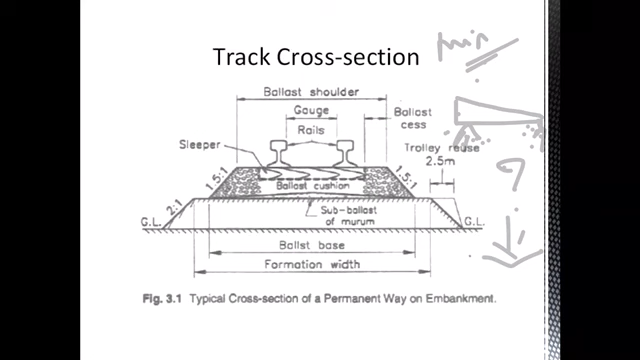 Track Cross-section
Ballast shoulder
Gauge
Ballast
cess
Rails
Sleeper
Trolley reuse
2.5m
1.5:1
1.5:1
Ballast cushion
2:1
G.L.
Sub-ballast
of murum
G.L.
Ballst base
Formation width
Fig. 3.1 Typical Cross-section of a Permanent Way on Embankment.